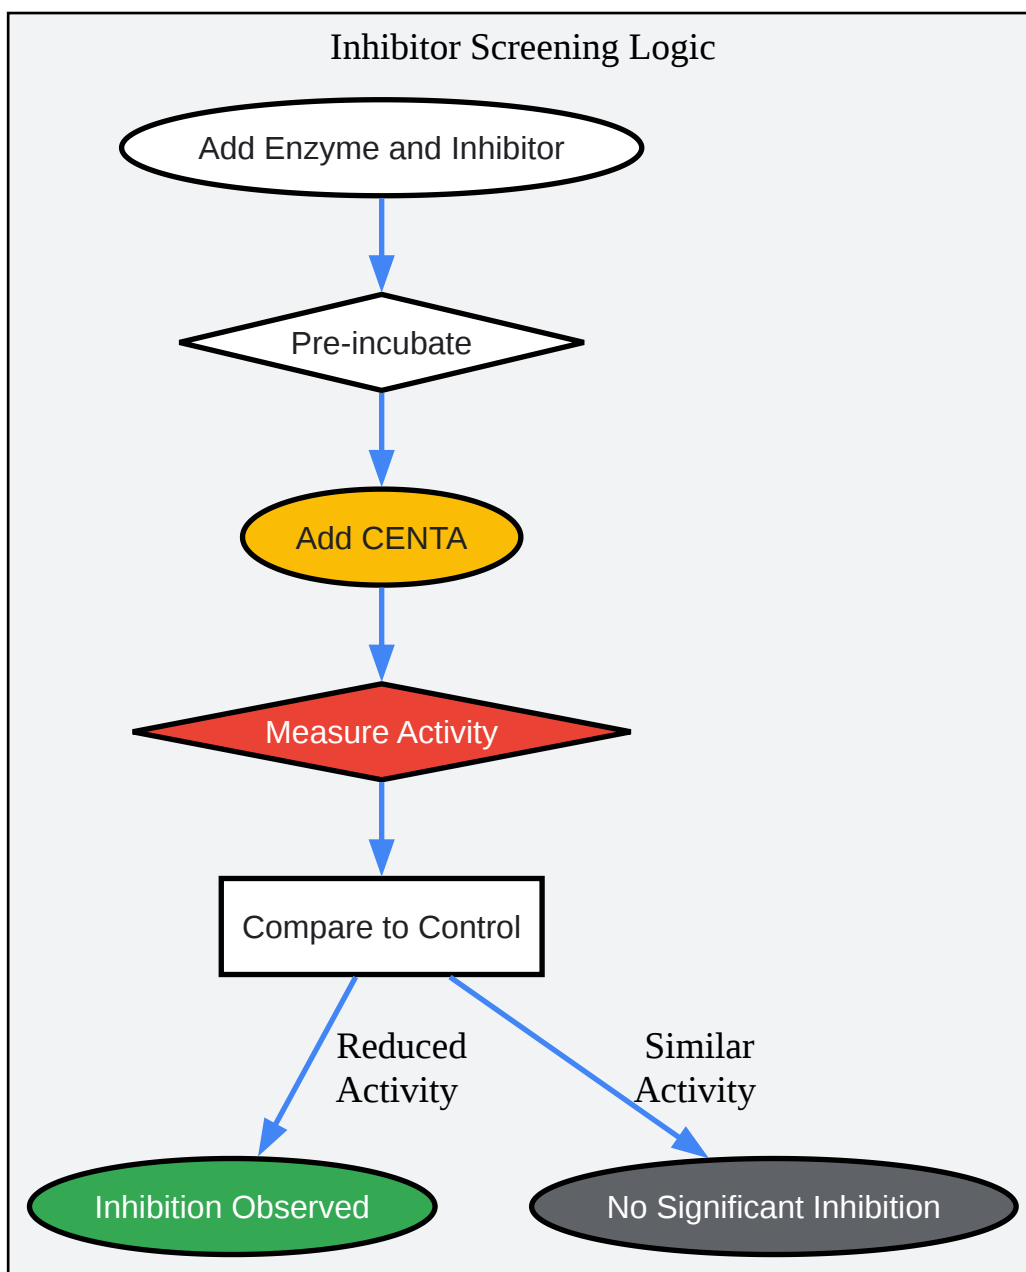 Inhibitor Screening Logic
Add Enzyme and Inhibitor
Pre-incubate
Add CENTA
Measure Activity
Compare to Control
Reduced
Activity
Similar
Activity
Inhibition Observed
No Significant Inhibition